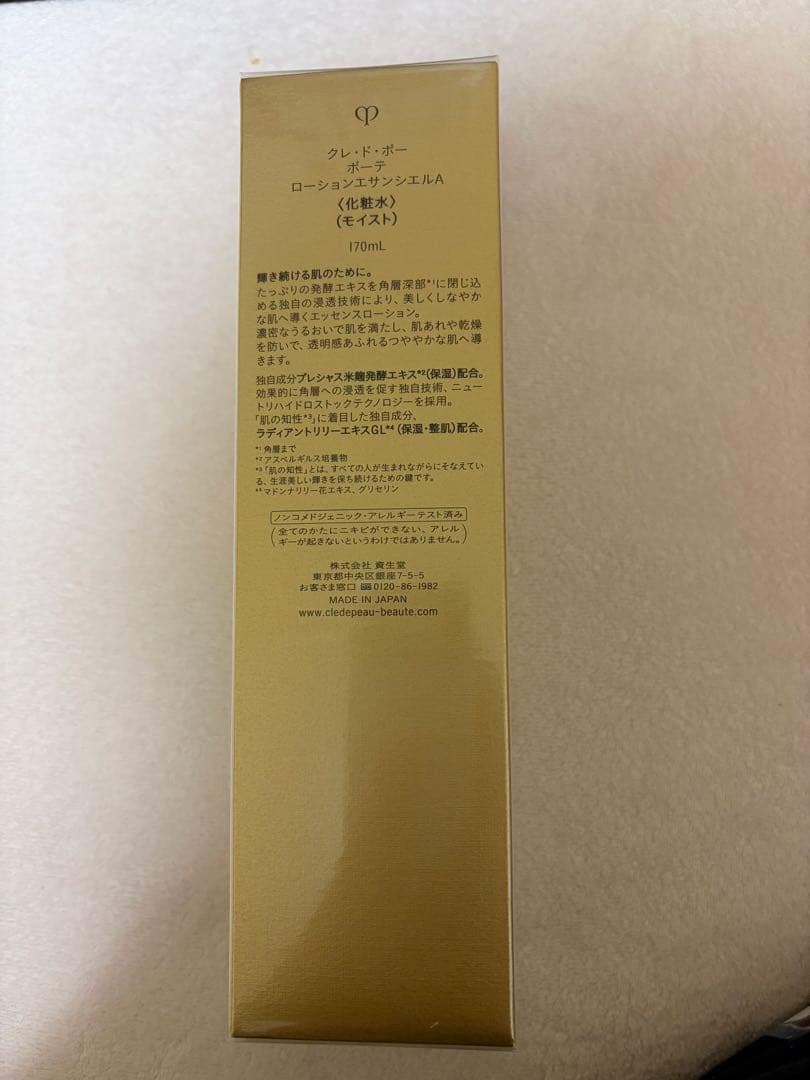 クレ・ド・ポー
ボーテ
ローションエサンシエルA
〈化粧水〉
(モイスト)
170mL
輝き続ける肌のために。
たっぷりの発酵エキスを角層深部*1に閉じ込
める独自の浸透技術により、美しくしなやか
な肌へ導くエッセンスローション。
濃密なうるおいで肌を満たし、肌あれや乾燥
を防いで、透明感あふれるつややかな肌へ導
きます。
独自成分プレシャス米麴発酵エキス*2(保湿)配合。
効果的に角層への浸透を促す独自技術、ニュー
トリハイドロストックテクノロジーを採用。
「肌の知性*3」に着目した独自成分、
ラディアントリリーエキスGL*4(保湿・整肌)配合。
*1 角層まで
*2 アスペルギルス培養物
*3「肌の知性」とは、すべての人が生まれながらにそなえてい
る、生涯美しい輝きを保ち続けるための鍵です。
*4 マドンナリリー花エキス、グリセリン
ノンコメドジェニック・アレルギーテスト済み
(全てのかたにニキビができない、アレル
ギーが起きないというわけではありません。)
株式会社 資生堂
東京都中央区銀座7-5-5
お客さま窓口 0120-86-1982
MADE IN JAPAN
www.cledepeau-beaute.com